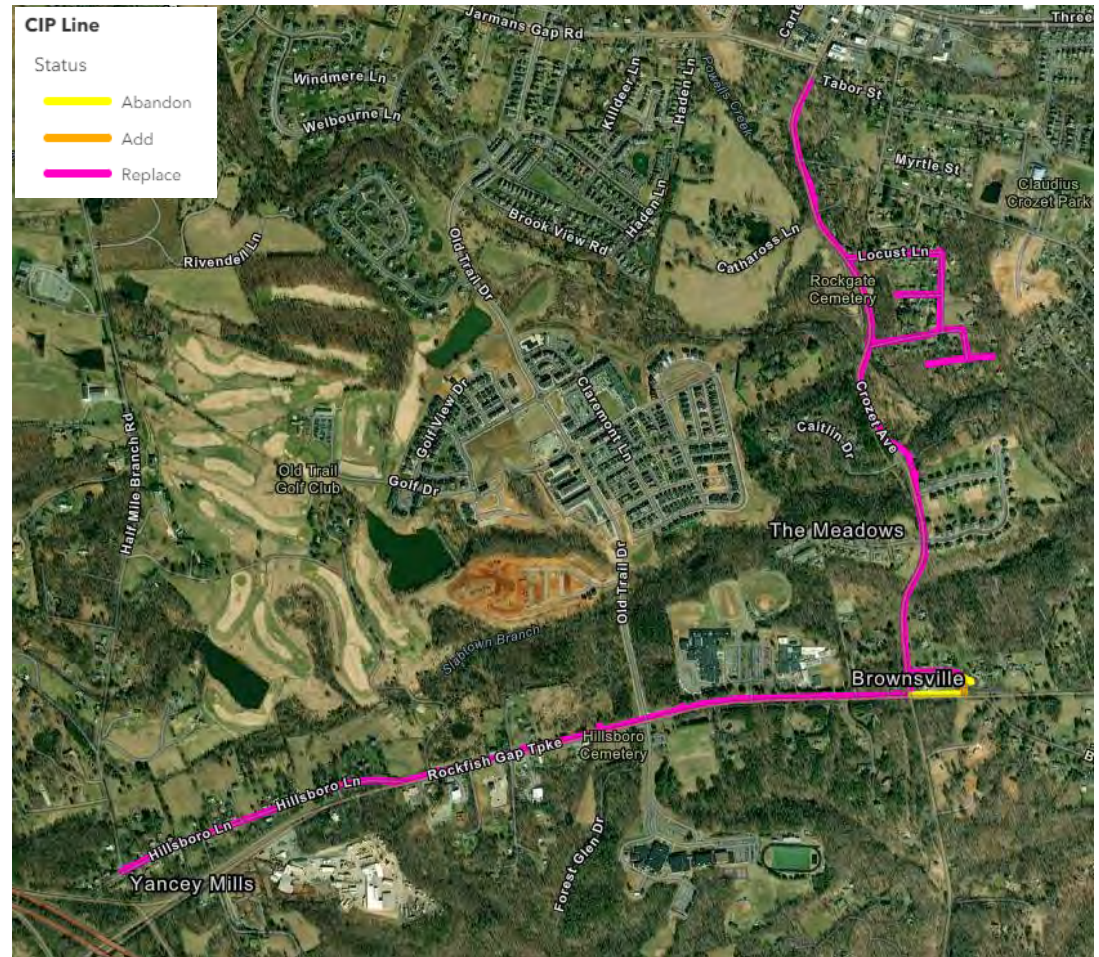 CIP Line
Status
Abandon
Add
Replace
Jarmans Gap Rd
Carte
Three
Windmere Ln
Welbourne Ln
Killdeer Ln
Haden Ln
Powells Creek
Tabor St
Myrtle St
Claudius
Crozet Park
Rivendell Ln
Old Trail Dr
Brook View Rd
Haden Ln
Cathaross Ln
Locust Ln
Rockgate
Cemetery
Golf View Dr
Claremont Ln
Crozet Ave
Caitlin Dr
Half Mile Branch Rd
Old Trail
Golf Club
Golf Dr
The Meadows
Old Trail Dr
Slabtown Branch
Brownsville
Hillsboro
Cemetery
Rockfish Gap Tpke
Hillsboro Ln
Hillsboro Ln
Yancey Mills
Forest Glen Dr
B